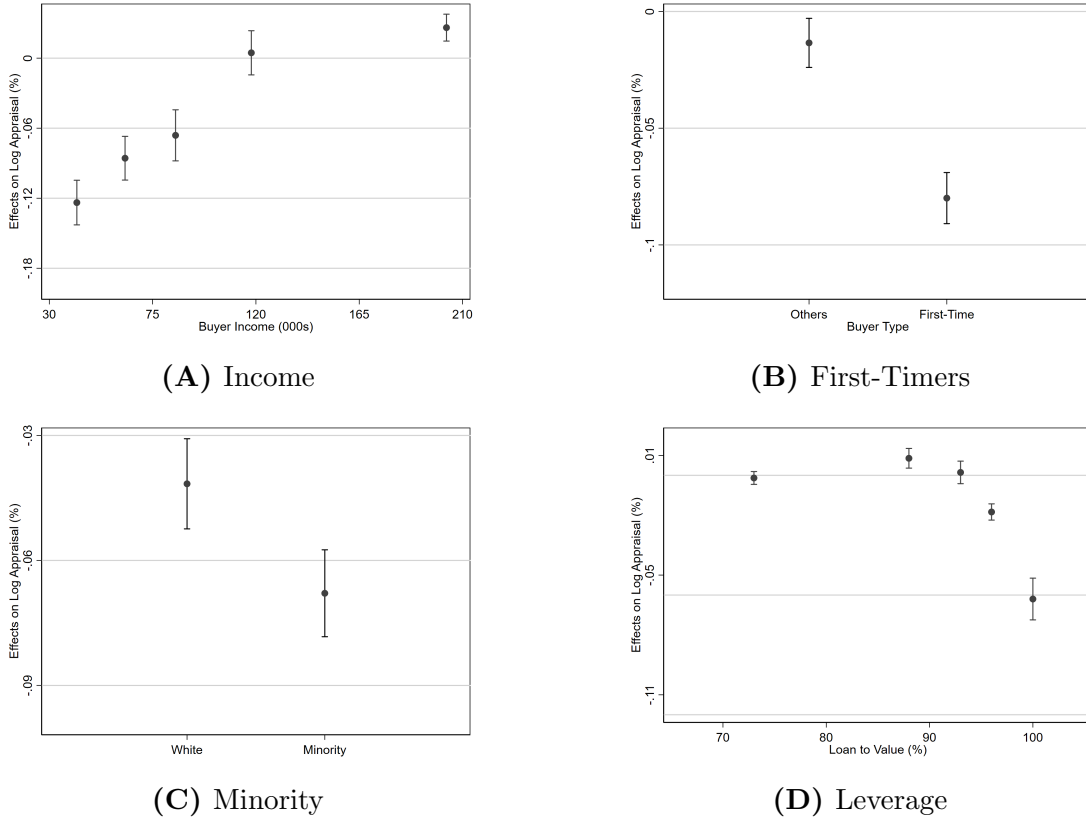 Effects on Log Appraisal (%)
0
-.06
-.12
-.18
30 75 120 165 210
Buyer Income (000s)
(A) Income
Effects on Log Appraisal (%)
-0
-.05
-.1
Others First-Time
Buyer Type
(B) First-Timers
Effects on Log Appraisal (%)
-.03
-.06
-.09
White Minority
(C) Minority
Effects on Log Appraisal (%)
.01
-.05
-.11
70 80 90 100
Loan to Value (%)
(D) Leverage